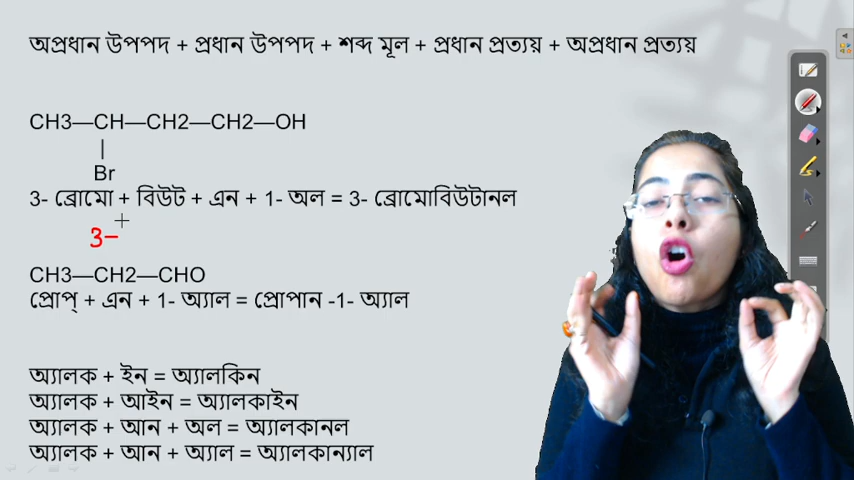 অপ্রধান উপপদ + প্রধান উপপদ + শব্দ মূল + প্রধান প্রত্যয় + অপ্রধান প্রত্যয়
CH3—CH—CH2—CH2—OH
|
Br
3- ব্রোমো + বিউট + এন + 1- অল = 3- ব্রোমোবিউটানল
3–
CH3—CH2—CHO
প্রোপ্ + এন + 1- অ্যাল = প্রোপান -1- অ্যাল
অ্যালক + ইন = অ্যালকিন
অ্যালক + আইন = অ্যালকাইন
অ্যালক + আন + অল = অ্যালকানল
অ্যালক + আন + অ্যাল = অ্যালকান্যাল